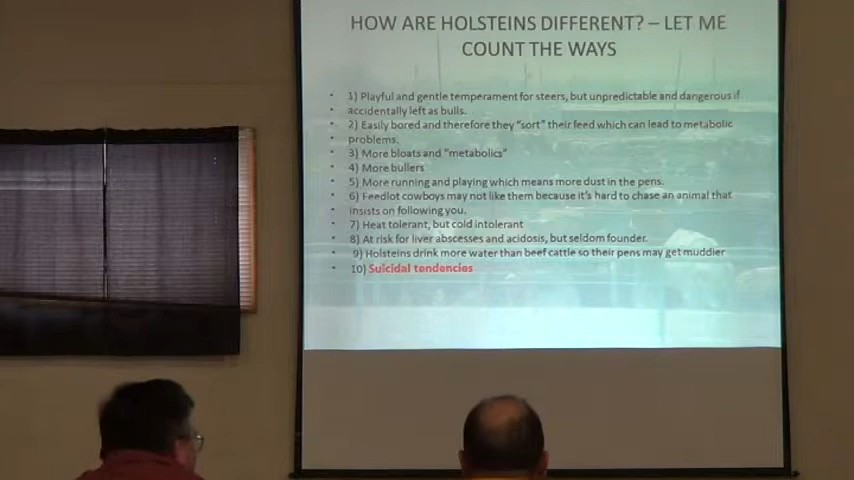 HOW ARE HOLSTEINS DIFFERENT? – LET ME
COUNT THE WAYS
• 1) Playful and gentle temperament for steers, but unpredictable and dangerous if
• accidentally left as bulls.
• 2) Easily bored and therefore they “sort” their feed which can lead to metabolic
• problems.
• 3) More bloats and “metabolics”
• 4) More bullers
• 5) More running and playing which means more dust in the pens.
• 6) Feedlot cowboys may not like them because it’s hard to chase an animal that
• insists on following you.
• 7) Heat tolerant, but cold intolerant
• 8) At risk for liver abscesses and acidosis, but seldom founder.
• 9) Holsteins drink more water than beef cattle so their pens may get muddier
• 10) Suicidal tendencies